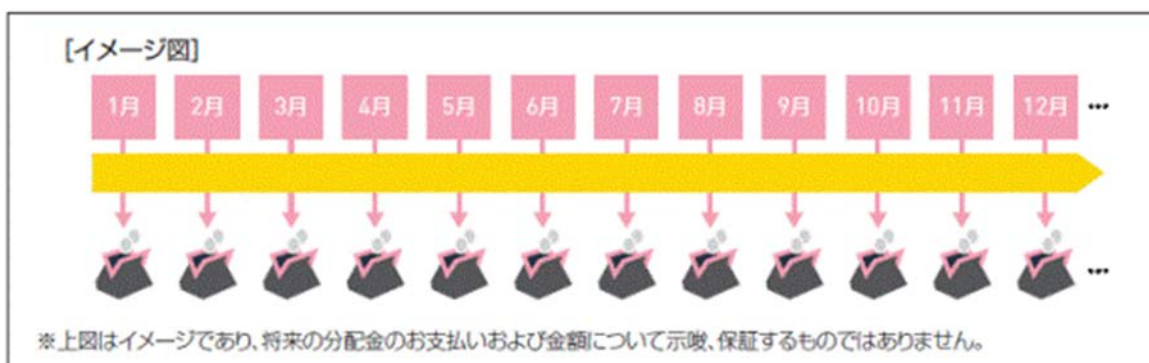 [イメージ図]
1月 2月 3月 4月 5月 6月 7月 8月 9月 10月 11月 12月 …
…
※上図はイメージであり、将来の分配金のお支払いおよび金額について示唆、保証するものではありません。